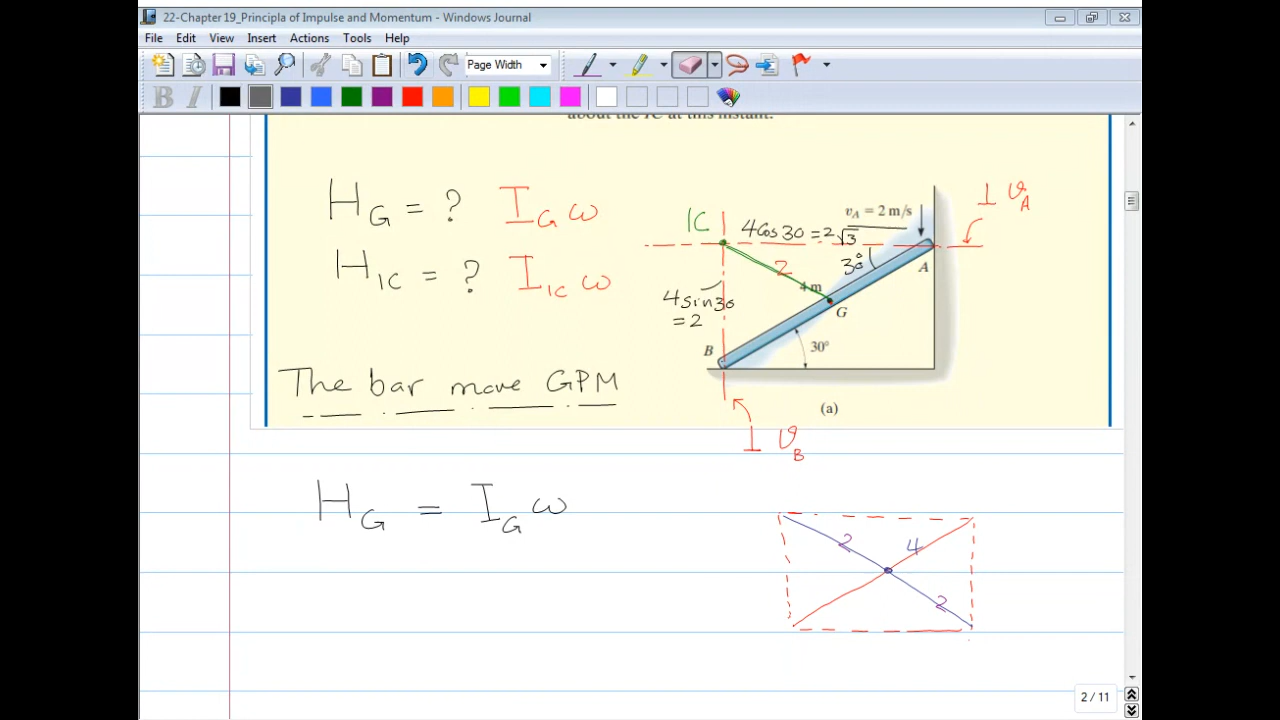 22-Chapter 19_Principla of Impulse and Momentum - Windows Journal
File Edit View Insert Actions Tools Help
Page Width
B I
about the IC at this instant.
H_G = ? I_G ω
H_IC = ? I_IC ω
The bar move GPM
IC
4cos30 = 2√3
v_A = 2 m/s
⊥ v_A
30°
A
2
4 m
G
4sin30
= 2
B
30°
(a)
⊥ v_B
H_G = I_G ω
2
4
2
2 / 11